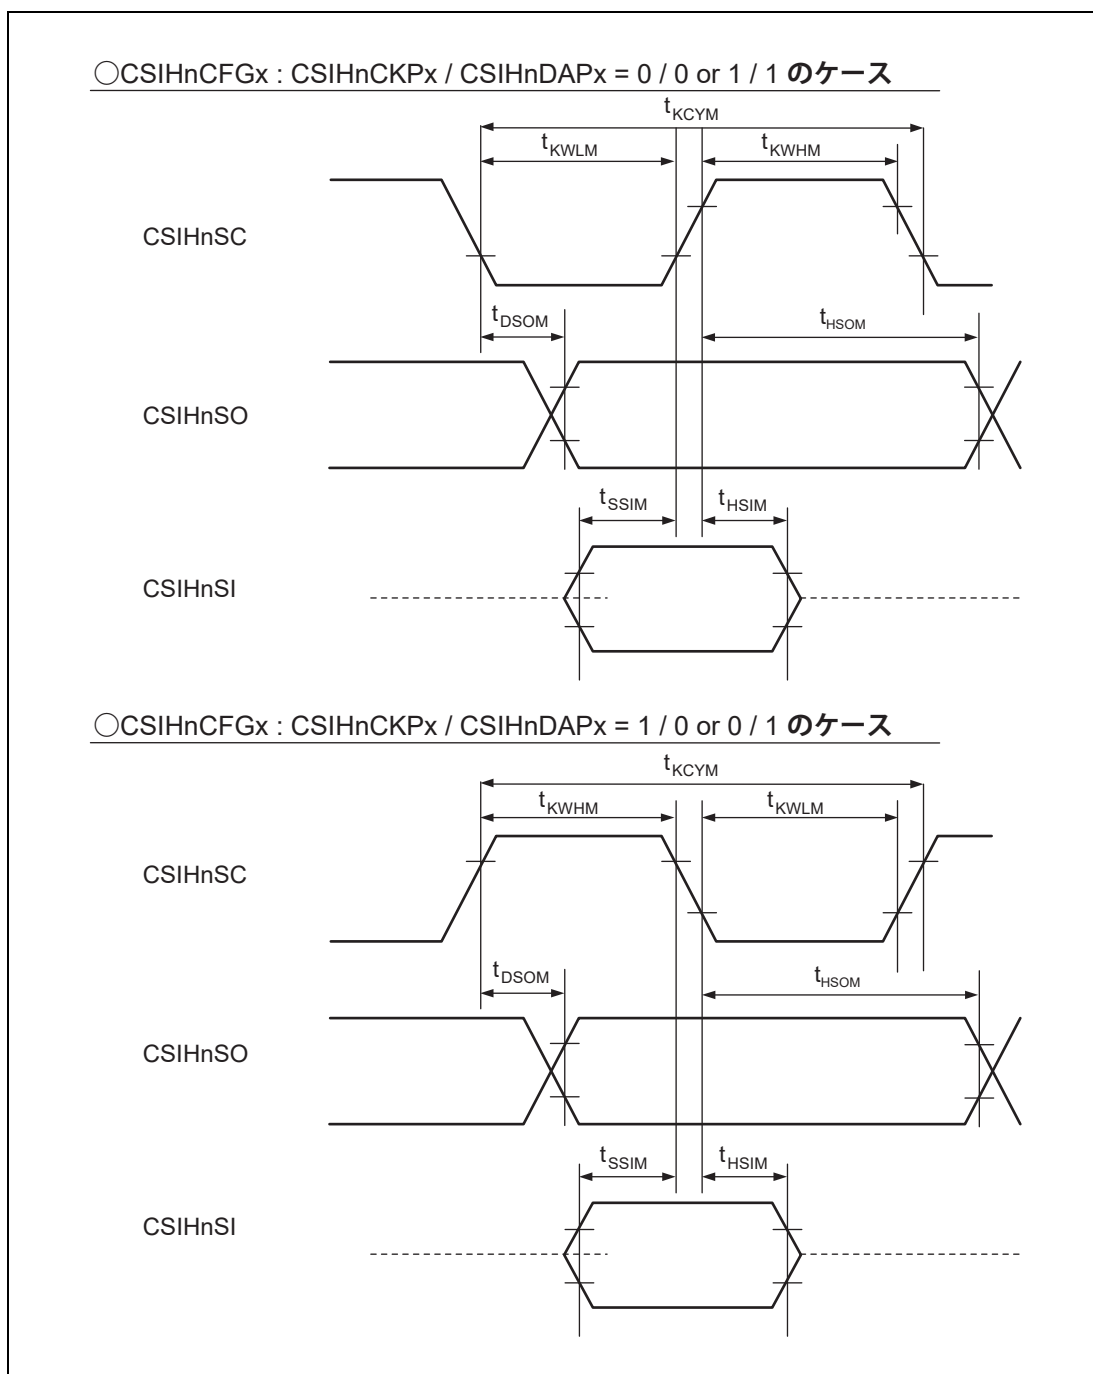 ○CSIHnCFGx : CSIHnCKPx / CSIHnDAPx = 0 / 0 or 1 / 1 のケース
tKCYM
tKWLM
tKWHM
CSIHnSC
tDSOM
tHSOM
CSIHnSO
tSSIM
tHSIM
CSIHnSI
○CSIHnCFGx : CSIHnCKPx / CSIHnDAPx = 1 / 0 or 0 / 1 のケース
tKCYM
tKWHM
tKWLM
CSIHnSC
tDSOM
tHSOM
CSIHnSO
tSSIM
tHSIM
CSIHnSI